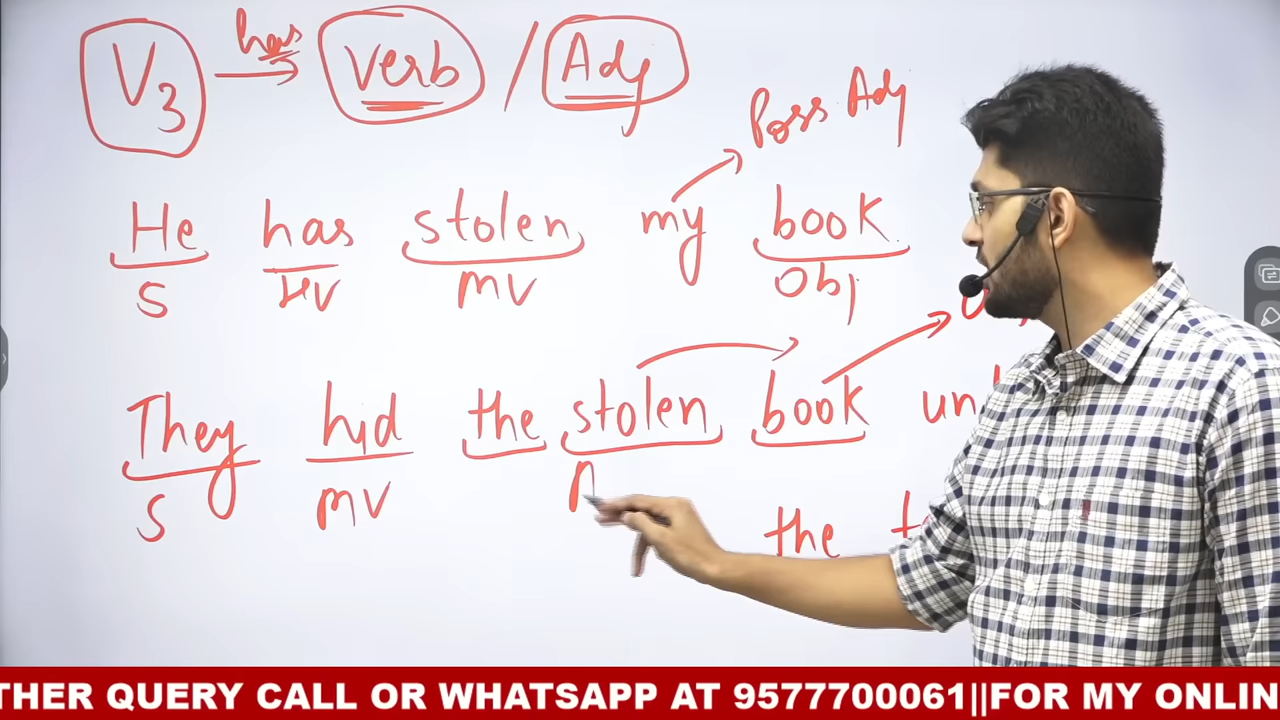 V3 has Verb / Adj
Poss Adj
He has stolen my book
S HV MV Obj
They hid the stolen book un
S MV
the
THER QUERY CALL OR WHATSAPP AT 9577700061||FOR MY ONLIN